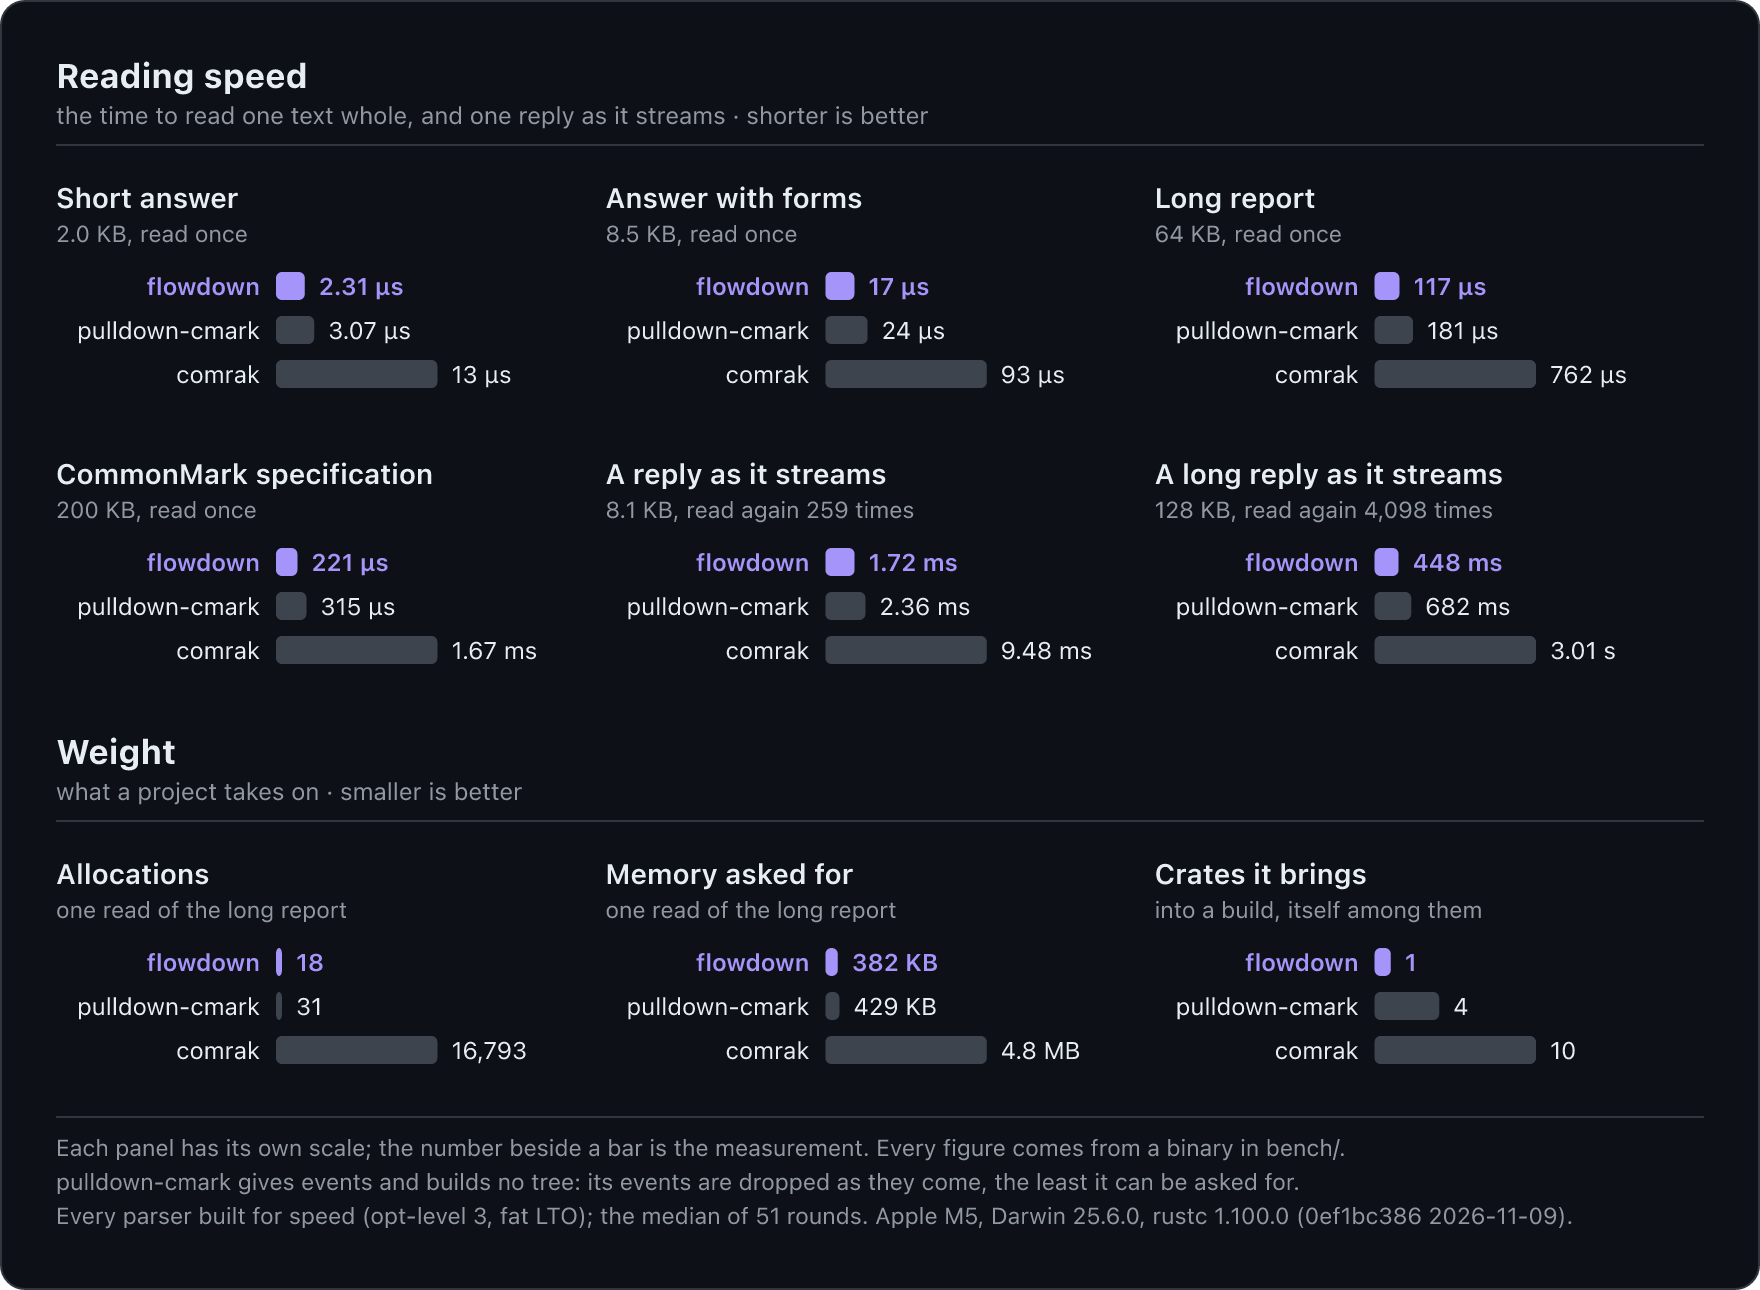 Reading speed
the time to read one text whole, and one reply as it streams · shorter is better
Short answer
2.0 KB, read once
flowdown 2.31 µs
pulldown-cmark 3.07 µs
comrak 13 µs
Answer with forms
8.5 KB, read once
flowdown 17 µs
pulldown-cmark 24 µs
comrak 93 µs
Long report
64 KB, read once
flowdown 117 µs
pulldown-cmark 181 µs
comrak 762 µs
CommonMark specification
200 KB, read once
flowdown 221 µs
pulldown-cmark 315 µs
comrak 1.67 ms
A reply as it streams
8.1 KB, read again 259 times
flowdown 1.72 ms
pulldown-cmark 2.36 ms
comrak 9.48 ms
A long reply as it streams
128 KB, read again 4,098 times
flowdown 448 ms
pulldown-cmark 682 ms
comrak 3.01 s
Weight
what a project takes on · smaller is better
Allocations
one read of the long report
flowdown 18
pulldown-cmark 31
comrak 16,793
Memory asked for
one read of the long report
flowdown 382 KB
pulldown-cmark 429 KB
comrak 4.8 MB
Crates it brings
into a build, itself among them
flowdown 1
pulldown-cmark 4
comrak 10
Each panel has its own scale; the number beside a bar is the measurement. Every figure comes from a binary in bench/.
pulldown-cmark gives events and builds no tree: its events are dropped as they come, the least it can be asked for.
Every parser built for speed (opt-level 3, fat LTO); the median of 51 rounds. Apple M5, Darwin 25.6.0, rustc 1.100.0 (0ef1bc386 2026-11-09).